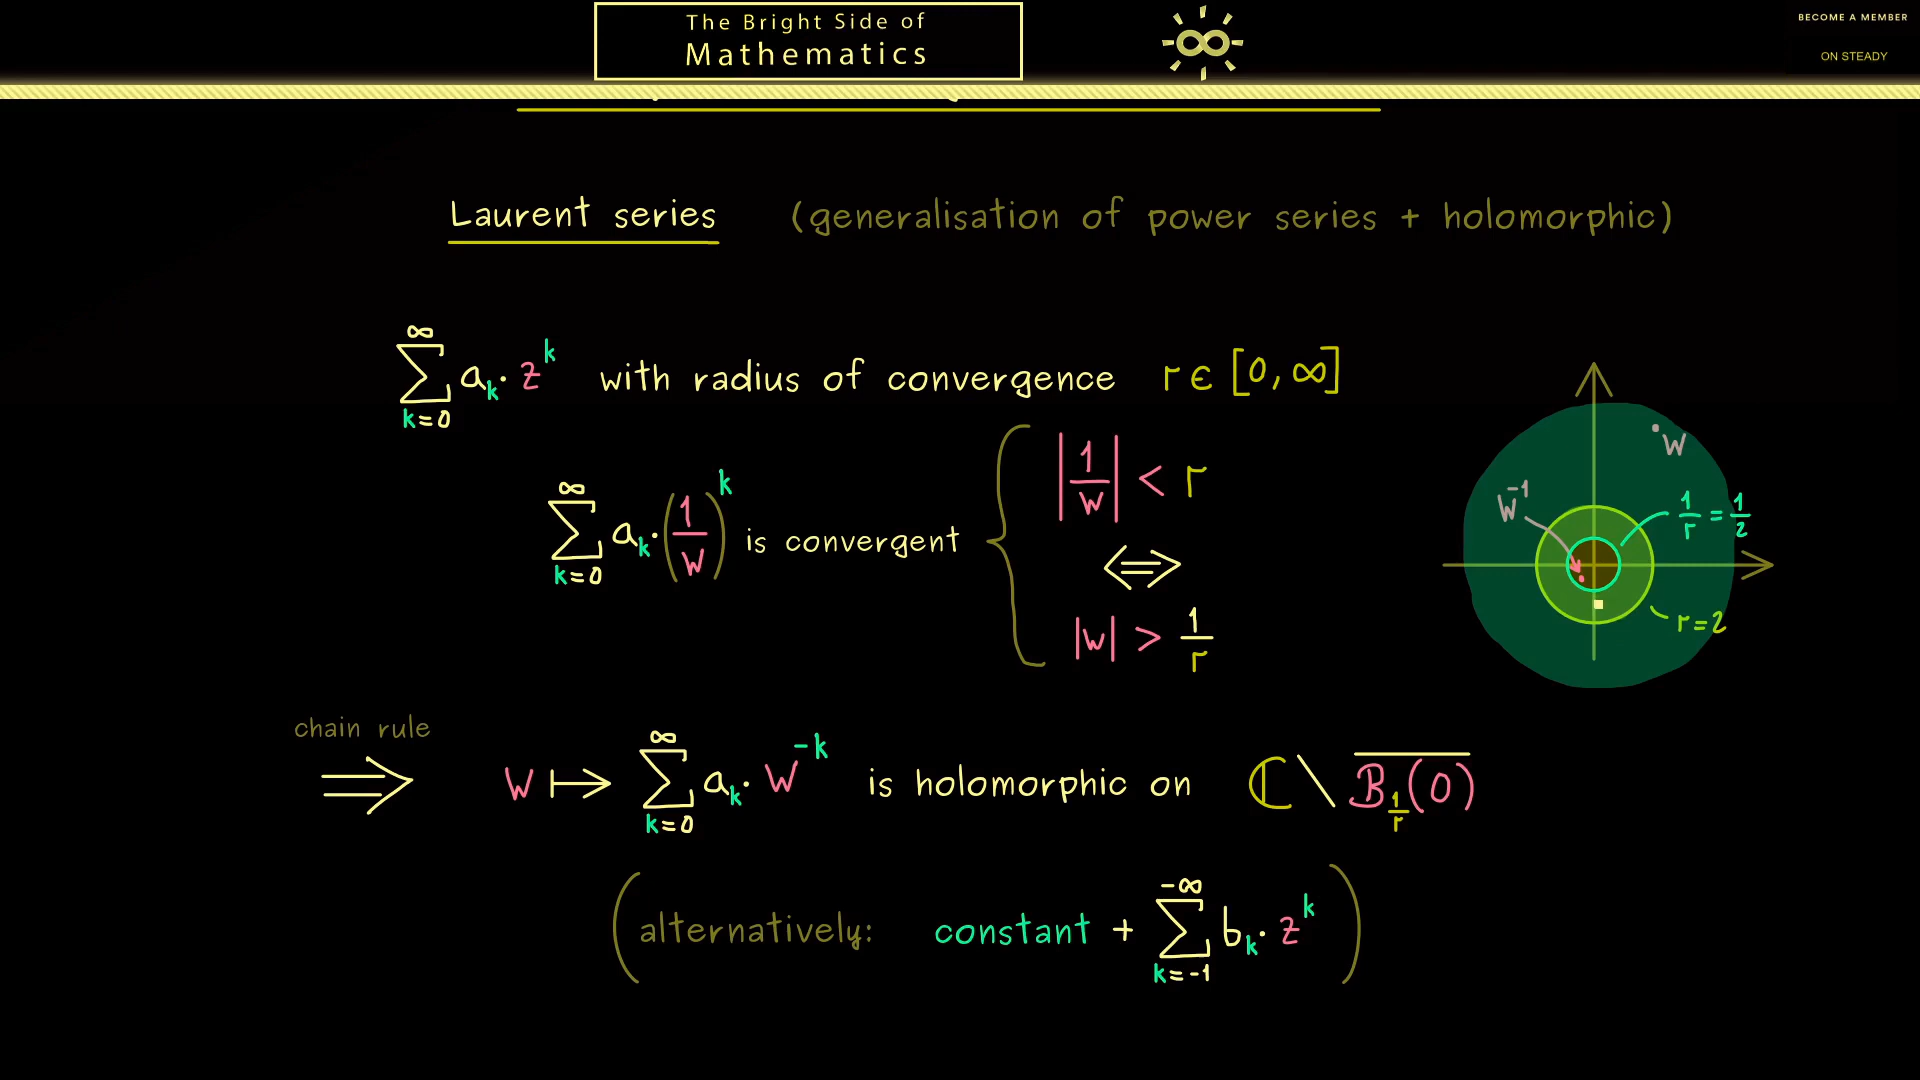 The Bright Side of
Mathematics
BECOME A MEMBER
ON STEADY
Laurent series (generalisation of power series + holomorphic)
∑_{k=0}^{∞} a_k · z^k with radius of convergence r ∈ [0, ∞]
∑_{k=0}^{∞} a_k · (1/w)^k is convergent
|1/w| < r
⟺
|w| > 1/r
w
w^{-1}
1/r = 1/2
r = 2
chain rule
⟹ w ↦ ∑_{k=0}^{∞} a_k · w^{-k} is holomorphic on ℂ \ \overline{B_{1/r}(0)}
(alternatively: constant + ∑_{k=-1}^{-∞} b_k · z^k)